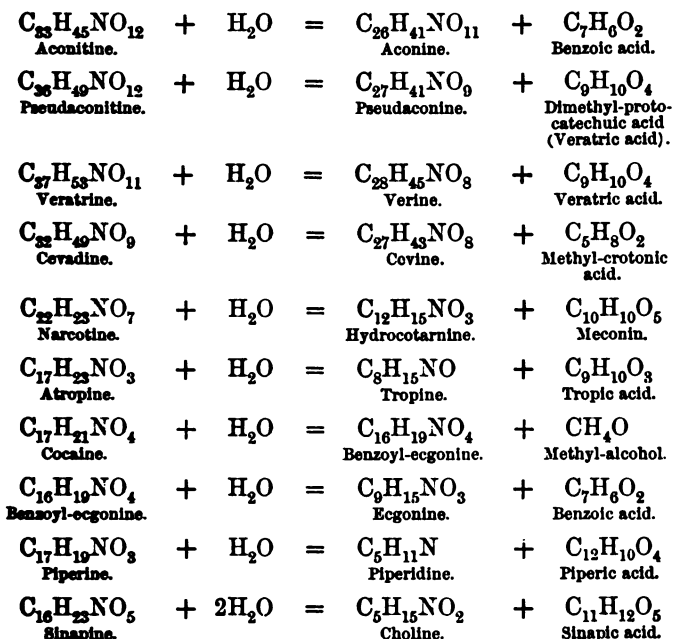 C₃₃H₄₅NO₁₂ + H₂O = C₂₆H₄₁NO₁₁ + C₇H₆O₂
Aconitine. Aconine. Benzoic acid.
C₃₆H₄₉NO₁₂ + H₂O = C₂₇H₄₁NO₉ + C₉H₁₀O₄
Pseudaconitine. Pseudaconine. Dimethyl-proto-
catechuic acid
(Veratric acid).
C₃₇H₅₃NO₁₁ + H₂O = C₂₈H₄₅NO₈ + C₉H₁₀O₄
Veratrine. Verine. Veratric acid.
C₃₂H₄₉NO₉ + H₂O = C₂₇H₄₃NO₈ + C₅H₈O₂
Cevadine. Covine. Methyl-crotonic
acid.
C₂₂H₂₃NO₇ + H₂O = C₁₂H₁₅NO₃ + C₁₀H₁₀O₅
Narcotine. Hydrocotarnine. Meconin.
C₁₇H₂₃NO₃ + H₂O = C₈H₁₅NO + C₉H₁₀O₃
Atropine. Tropine. Tropic acid.
C₁₇H₂₁NO₄ + H₂O = C₁₆H₁₉NO₄ + CH₄O
Cocaine. Benzoyl-ecgonine. Methyl-alcohol.
C₁₆H₁₉NO₄ + H₂O = C₉H₁₅NO₃ + C₇H₆O₂
Benzoyl-ecgonine. Ecgonine. Benzoic acid.
C₁₇H₁₉NO₃ + H₂O = C₅H₁₁N + C₁₂H₁₀O₄
Piperine. Piperidine. Piperic acid.
C₁₆H₂₃NO₅ + 2H₂O = C₅H₁₅NO₂ + C₁₁H₁₂O₅
Sinapine. Choline. Sinapic acid.